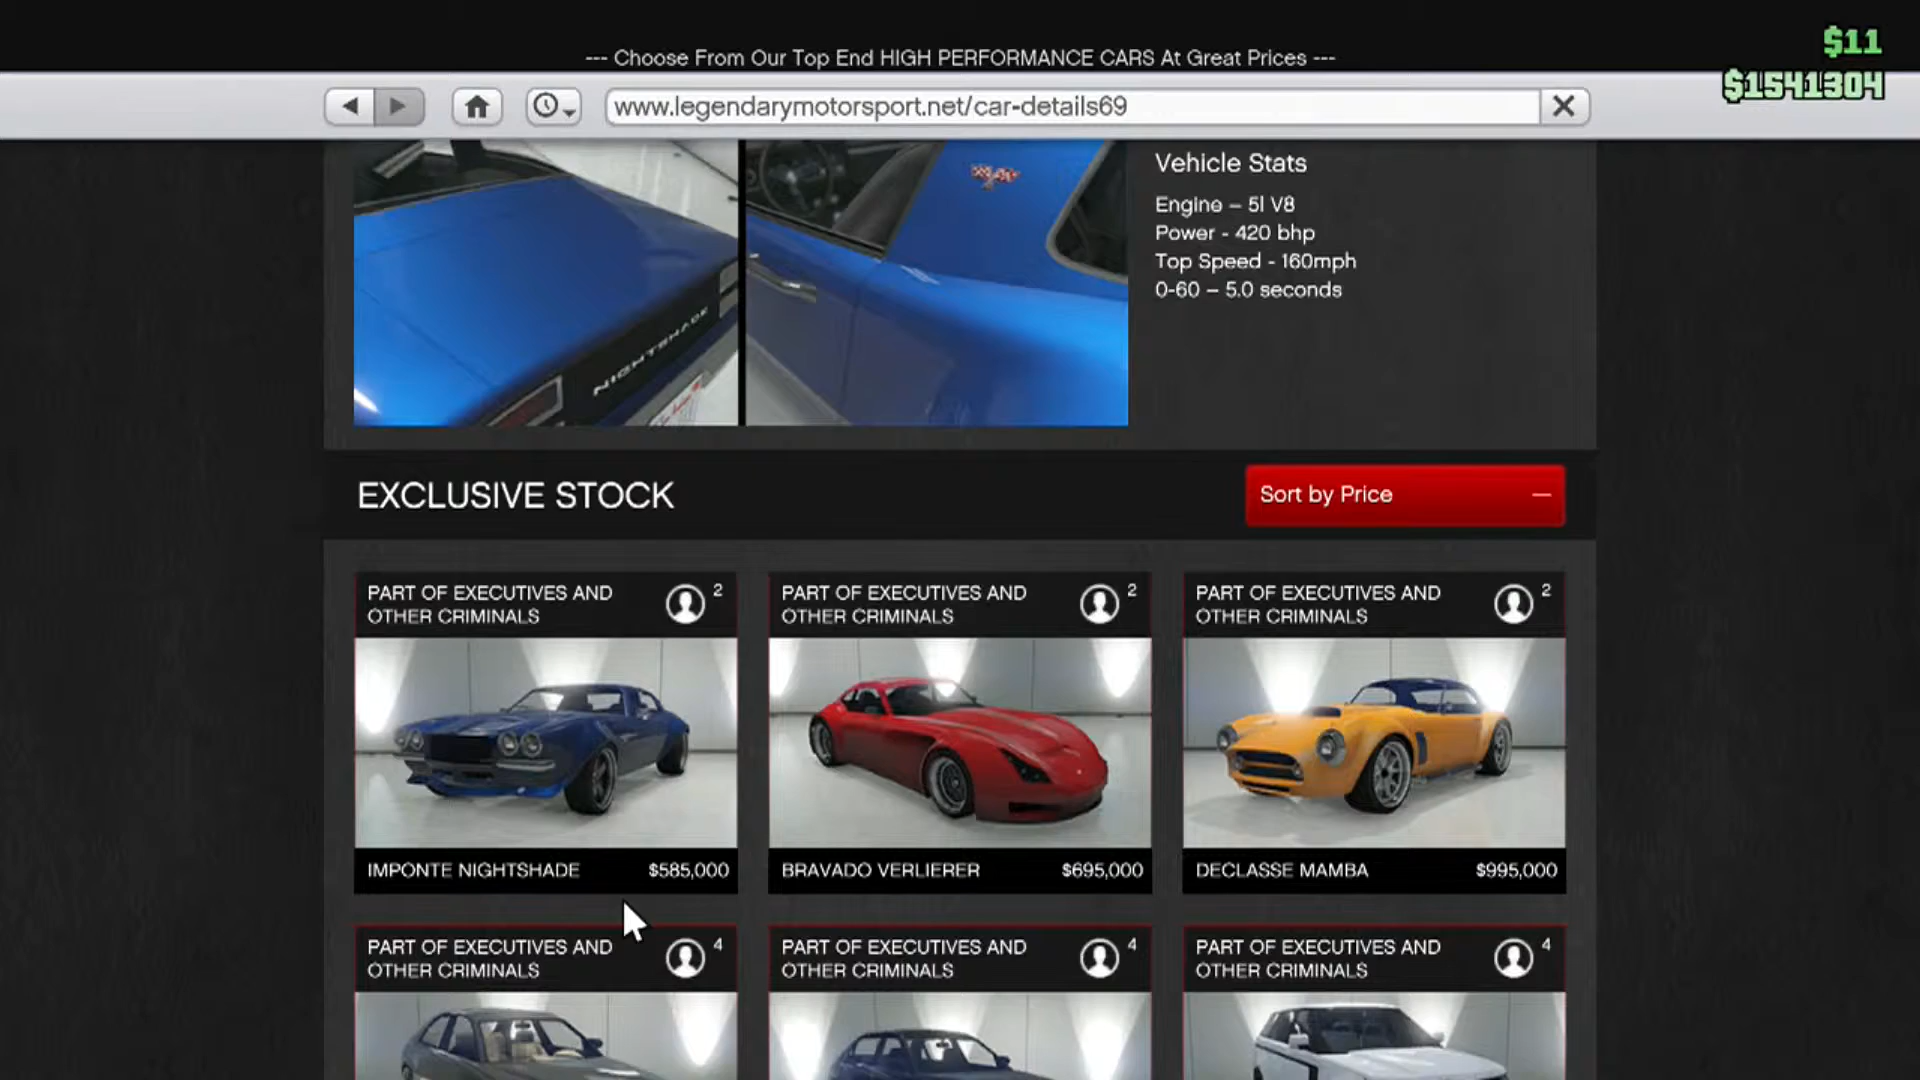 --- Choose From Our Top End HIGH PERFORMANCE CARS At Great Prices ---
$11
$1541304
www.legendarymotorsport.net/car-details69
NIGHTSHADE
Vehicle Stats
Engine – 5l V8
Power - 420 bhp
Top Speed - 160mph
0-60 – 5.0 seconds
EXCLUSIVE STOCK
Sort by Price
PART OF EXECUTIVES AND
OTHER CRIMINALS
2
PART OF EXECUTIVES AND
OTHER CRIMINALS
2
PART OF EXECUTIVES AND
OTHER CRIMINALS
2
IMPONTE NIGHTSHADE $585,000
BRAVADO VERLIERER $695,000
DECLASSE MAMBA $995,000
PART OF EXECUTIVES AND
OTHER CRIMINALS
4
PART OF EXECUTIVES AND
OTHER CRIMINALS
4
PART OF EXECUTIVES AND
OTHER CRIMINALS
4